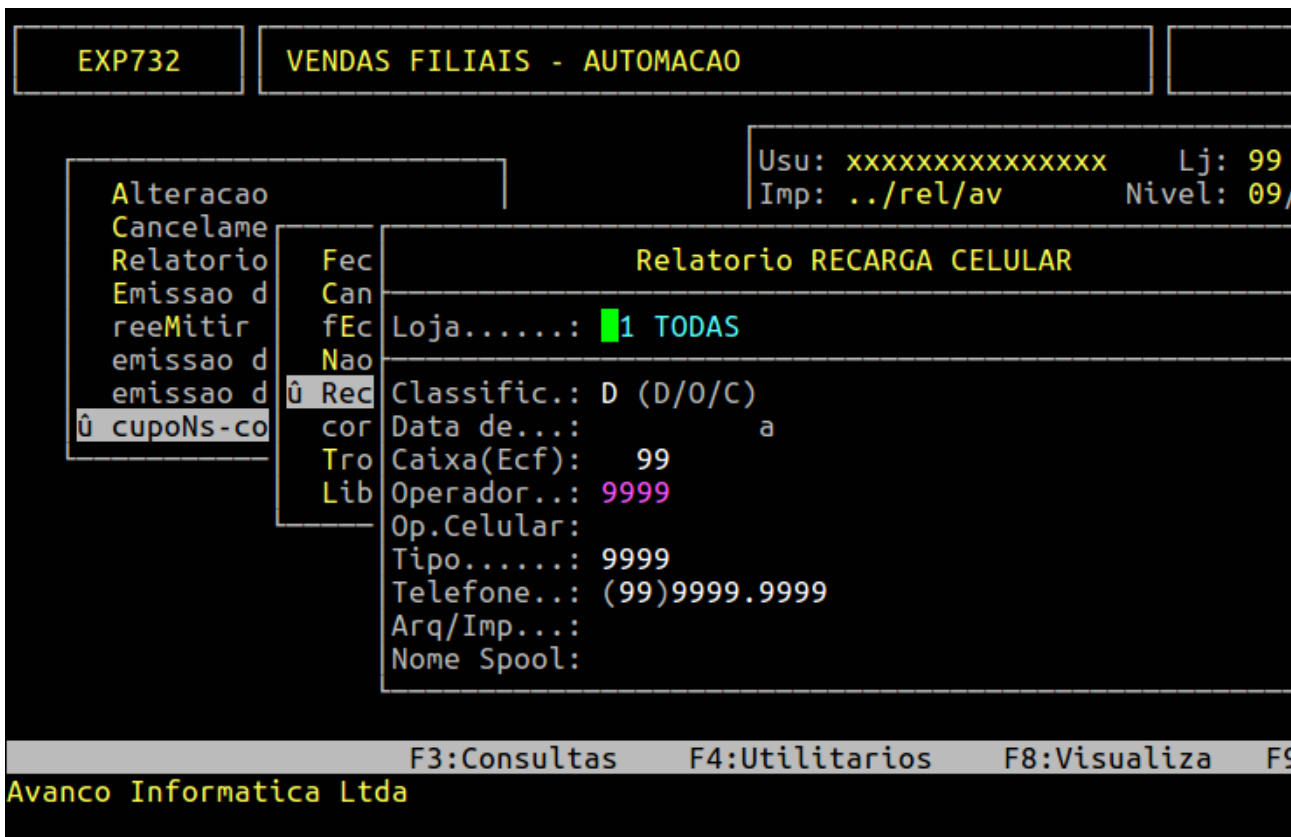 EXP732 VENDAS FILIAIS - AUTOMACAO
Usu: xxxxxxxxxxxxxxx Lj: 99
Alteracao Imp: ../rel/av Nivel: 09/
Cancelame
Relatorio Fec Relatorio RECARGA CELULAR
Emissao d Can
reeMitir fEc Loja......: 1 TODAS
emissao d Nao
emissao d û Rec Classific.: D (D/O/C)
û cupoNs-co cor Data de...: a
Tro Caixa(Ecf): 99
Lib Operador..: 9999
Op.Celular:
Tipo......: 9999
Telefone..: (99)9999.9999
Arq/Imp...:
Nome Spool:
F3:Consultas F4:Utilitarios F8:Visualiza F9
Avanco Informatica Ltda